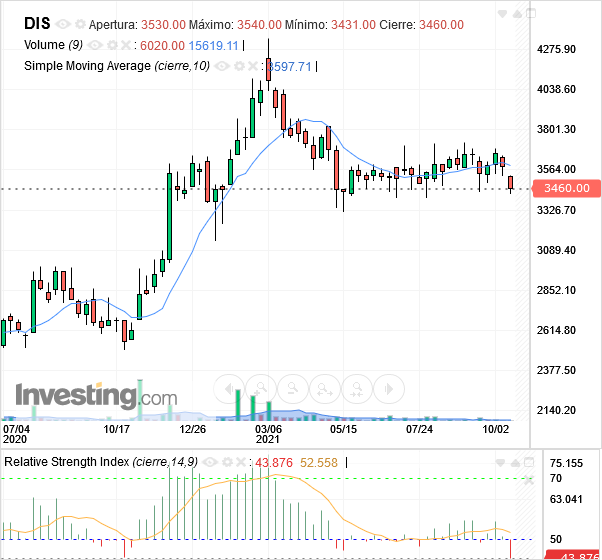 DIS Apertura: 3530.00 Máximo: 3540.00 Mínimo: 3431.00 Cierre: 3460.00
Volume (9) : 6020.00 15619.11
Simple Moving Average (cierre,10) : 3597.71
4275.90
4038.60
3801.30
3564.00
3460.00
3326.70
3089.40
2852.10
2614.80
2377.50
2140.20
Investing.com
07/04 10/17 12/26 03/06 05/15 07/24 10/02
2020 2021
Relative Strength Index (cierre,14,9) : 43.876 52.558
75.155
70
63.041
50
43.876